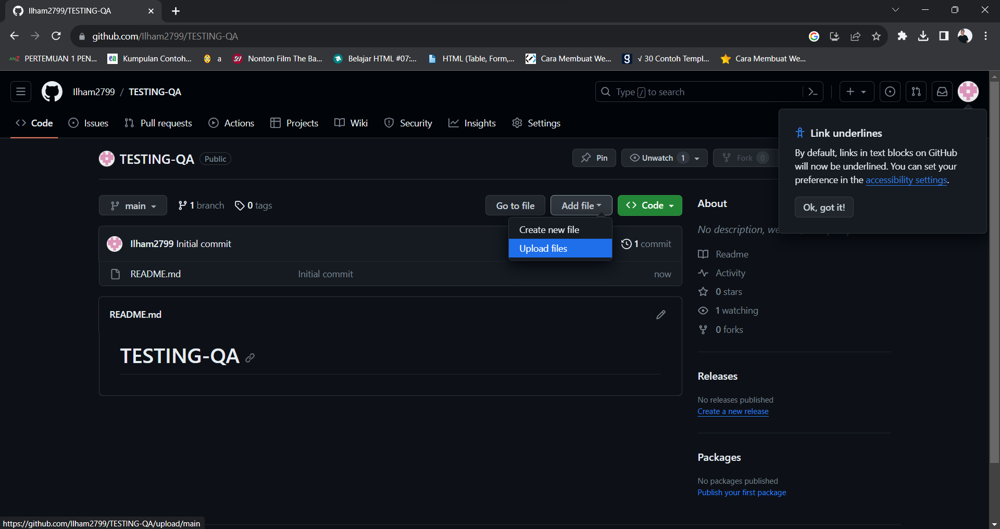 Ilham2799/TESTING-QA
github.com/Ilham2799/TESTING-QA
PERTEMUAN 1 PEN...
Kumpulan Contoh...
a
Nonton Film The Ba...
Belajar HTML #07:...
HTML (Table, Form,...
Cara Membuat We...
√ 30 Contoh Templ...
Cara Membuat We...
Ilham2799 / TESTING-QA
Type / to search
Code
Issues
Pull requests
Actions
Projects
Wiki
Security
Insights
Settings
Link underlines
By default, links in text blocks on GitHub
will now be underlined. You can set your
preference in the accessibility settings.
Ok, got it!
TESTING-QA Public
Pin
Unwatch 1
Fork 0
main
1 branch
0 tags
Go to file
Add file
Code
Create new file
Upload files
Ilham2799 Initial commit
1 commit
README.md
Initial commit
now
README.md
TESTING-QA
About
No description, we
Readme
Activity
0 stars
1 watching
0 forks
Releases
No releases published
Create a new release
Packages
No packages published
Publish your first package
https://github.com/Ilham2799/TESTING-QA/upload/main